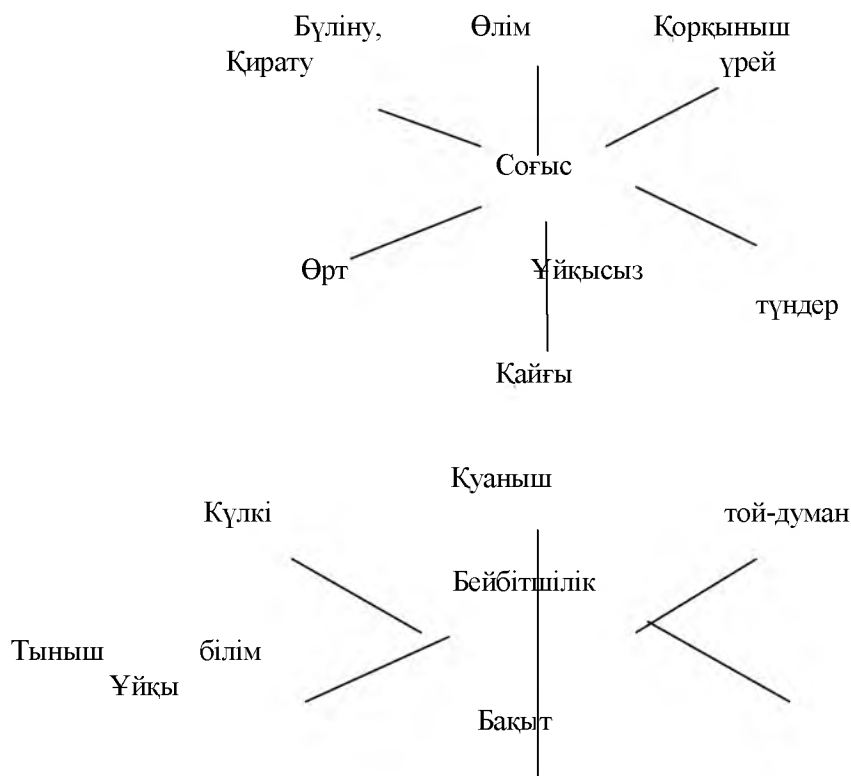 Бүліну, Өлім Қорқыныш
Қирату үрей
Соғыс
Өрт Ұйқысыз
түндер
Қайғы
Қуаныш
Күлкі той-думан
Бейбітшілік
Тыныш білім
Ұйқы
Бақыт